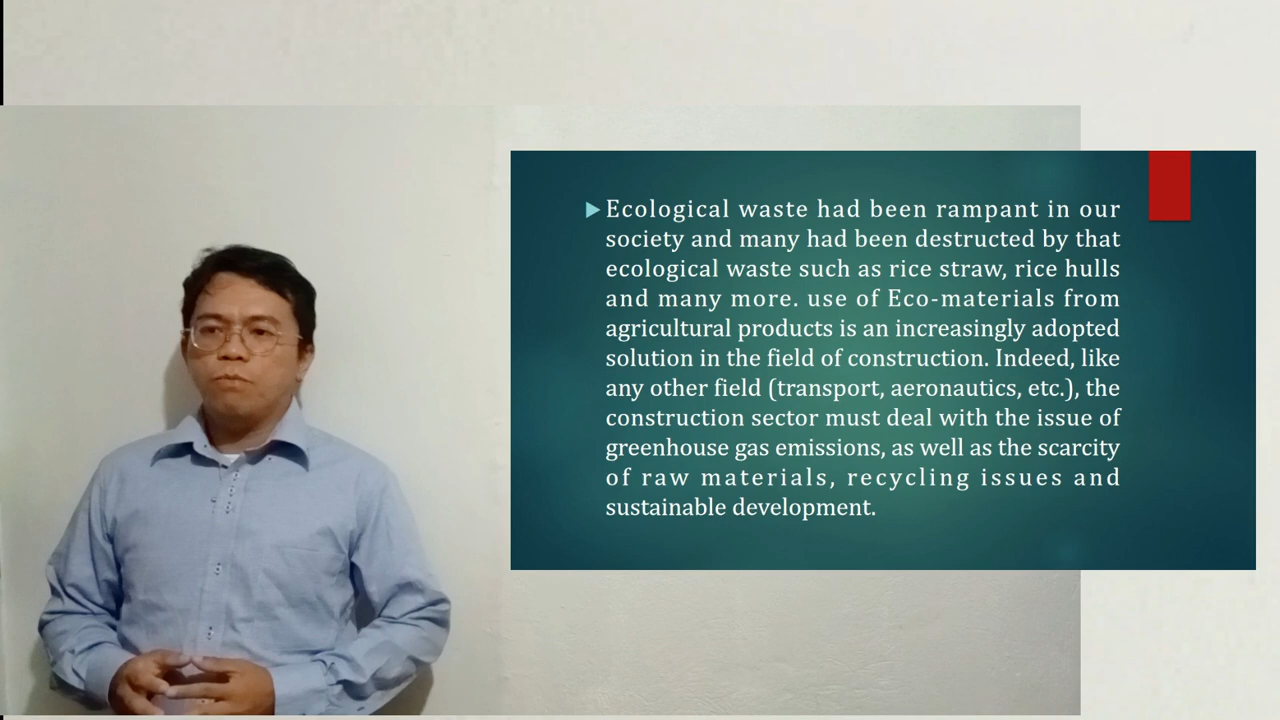 Ecological waste had been rampant in our
society and many had been destructed by that
ecological waste such as rice straw, rice hulls
and many more. use of Eco-materials from
agricultural products is an increasingly adopted
solution in the field of construction. Indeed, like
any other field (transport, aeronautics, etc.), the
construction sector must deal with the issue of
greenhouse gas emissions, as well as the scarcity
of raw materials, recycling issues and
sustainable development.